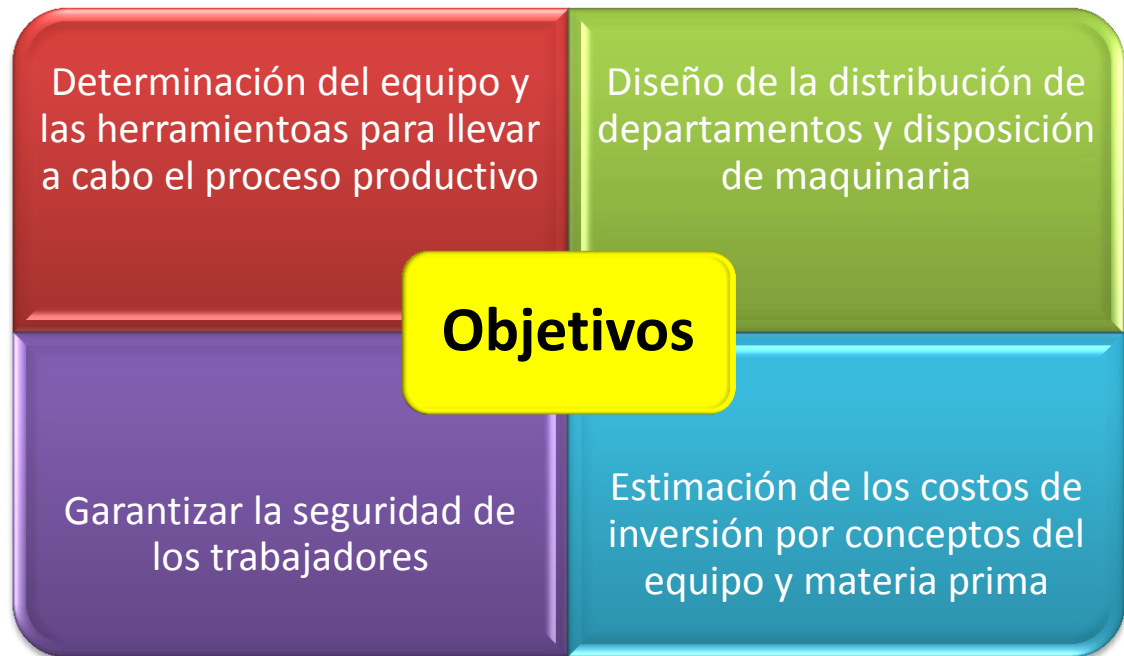 Determinación del equipo y
las herramientoas para llevar
a cabo el proceso productivo
Diseño de la distribución de
departamentos y disposición
de maquinaria
Objetivos
Garantizar la seguridad de
los trabajadores
Estimación de los costos de
inversión por conceptos del
equipo y materia prima